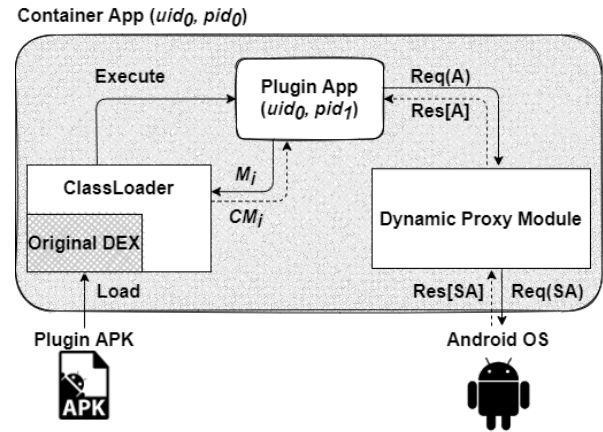 Container App (uid0, pid0)
Execute
Plugin App
(uid0, pid1)
Req(A)
Res[A]
ClassLoader
Mi
CMi
Original DEX
Dynamic Proxy Module
Load
Res[SA]
Req(SA)
Plugin APK
Android OS
APK